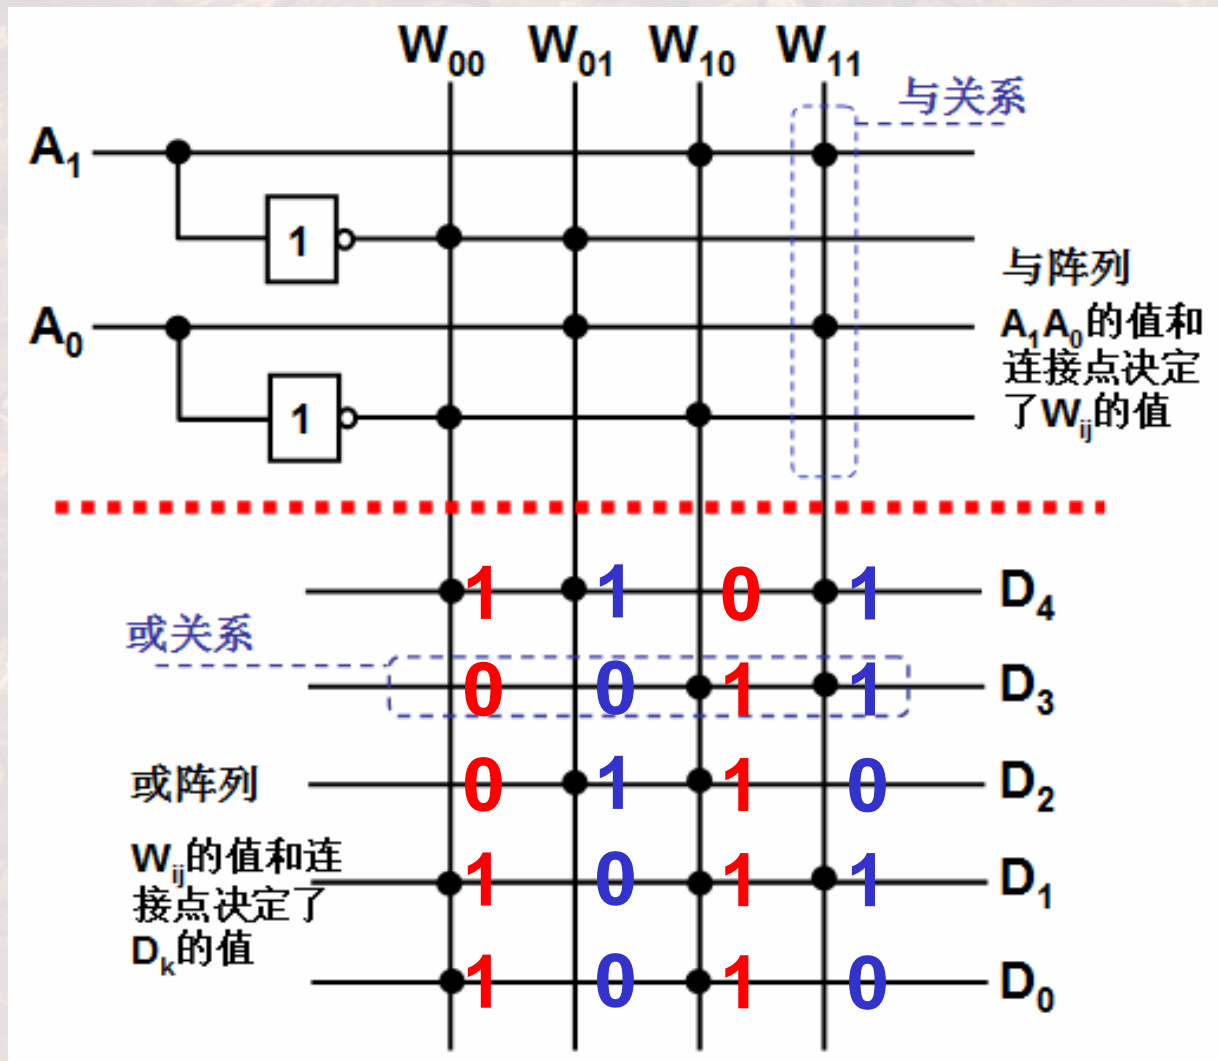 W₀₀ W₀₁ W₁₀ W₁₁
与关系
A₁
1
与阵列
A₀
A₁A₀的值和
连接点决定
1
了Wᵢⱼ的值
1 1 0 1 D₄
或关系
0 0 1 1 D₃
或阵列
0 1 1 0 D₂
Wᵢⱼ的值和连
接点决定了
Dₖ的值
1 0 1 1 D₁
1 0 1 0 D₀